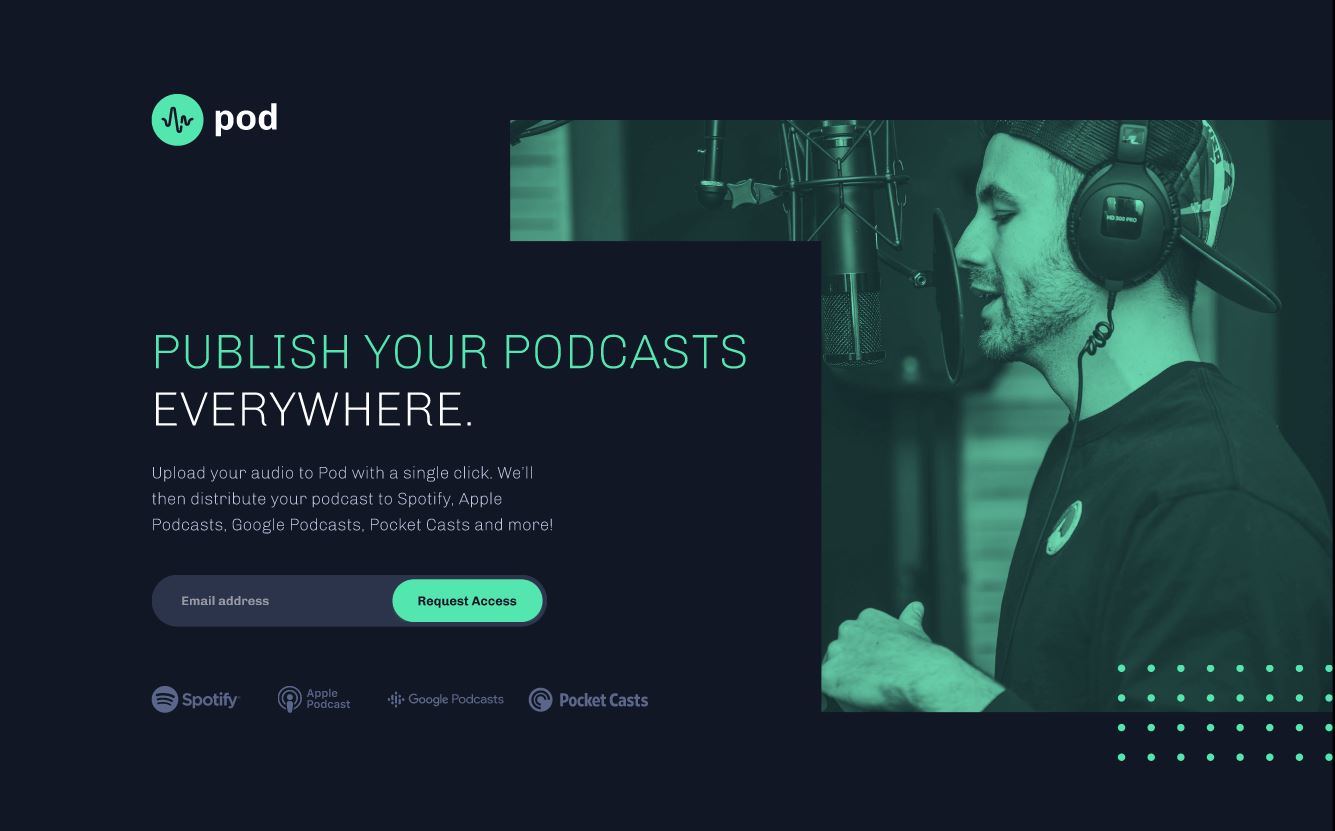 pod
HD 300 PRO
PUBLISH YOUR PODCASTS
EVERYWHERE.
Upload your audio to Pod with a single click. We’ll
then distribute your podcast to Spotify, Apple
Podcasts, Google Podcasts, Pocket Casts and more!
Email address
Request Access
Spotify
Apple
Podcast
Google Podcasts
Pocket Casts